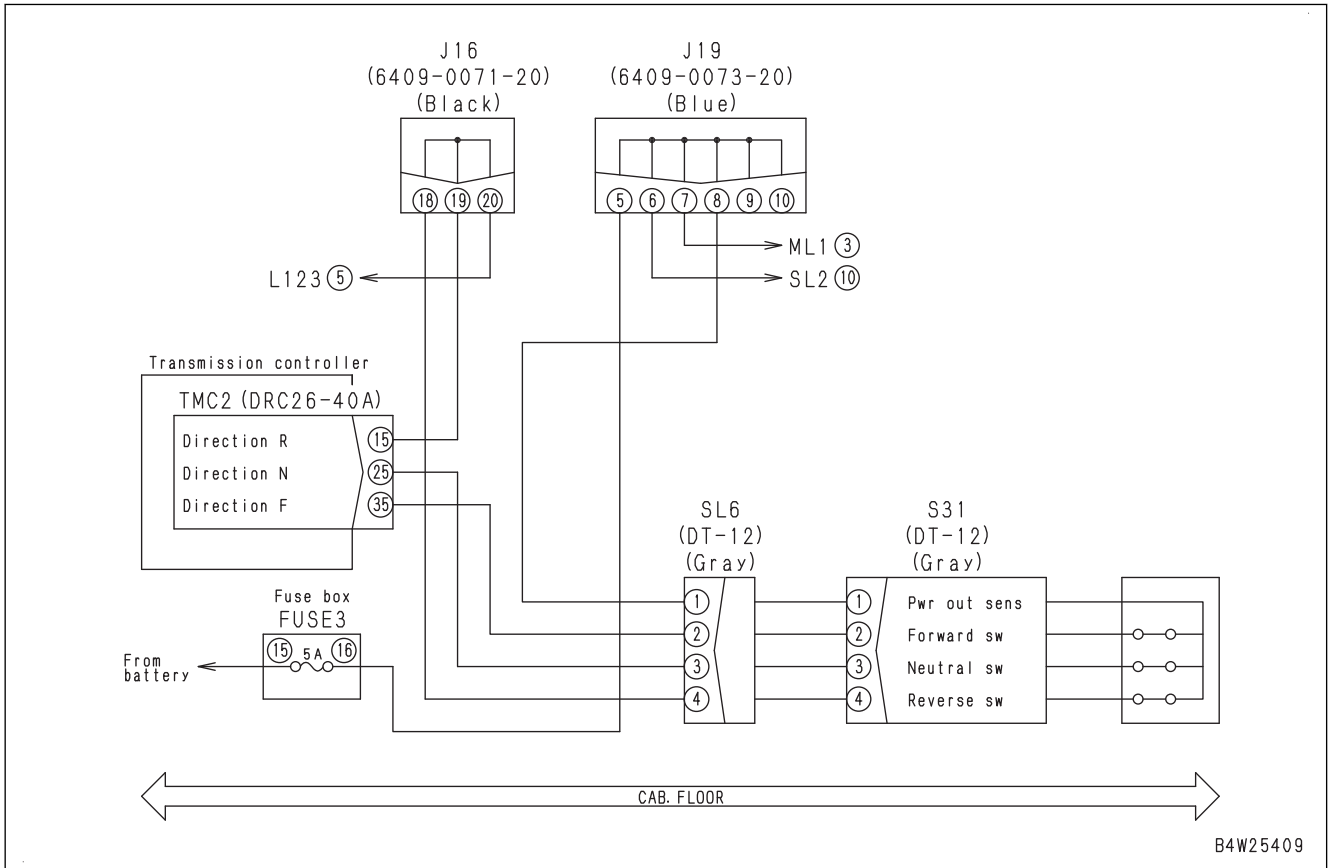 J16
(6409-0071-20)
(Black)
J19
(6409-0073-20)
(Blue)
18 19 20
5 6 7 8 9 10
ML1 3
L123 5
SL2 10
Transmission controller
TMC2 (DRC26-40A)
Direction R 15
Direction N 25
Direction F 35
SL6
(DT-12)
(Gray)
S31
(DT-12)
(Gray)
1
2
3
4
1 Pwr out sens
2 Forward sw
3 Neutral sw
4 Reverse sw
Fuse box
FUSE3
15 5A 16
From
battery
CAB. FLOOR
B4W25409